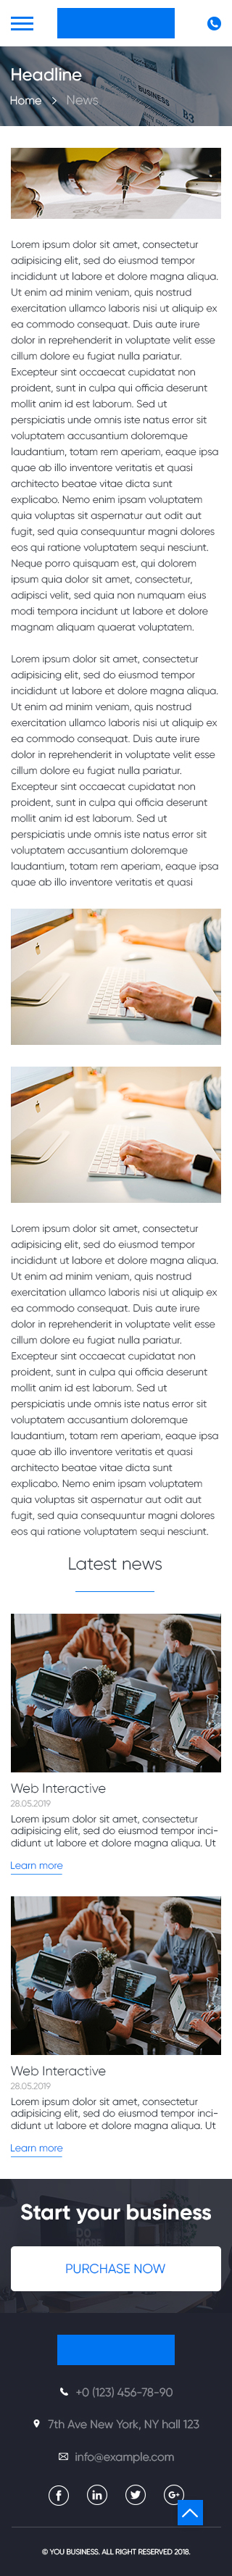 Headline
Home > News
Lorem ipsum dolor sit amet, consectetur
adipisicing elit, sed do eiusmod tempor
incididunt ut labore et dolore magna aliqua.
Ut enim ad minim veniam, quis nostrud
exercitation ullamco laboris nisi ut aliquip ex
ea commodo consequat. Duis aute irure
dolor in reprehenderit in voluptate velit esse
cillum dolore eu fugiat nulla pariatur.
Excepteur sint occaecat cupidatat non
proident, sunt in culpa qui officia deserunt
mollit anim id est laborum. Sed ut
perspiciatis unde omnis iste natus error sit
voluptatem accusantium doloremque
laudantium, totam rem aperiam, eaque ipsa
quae ab illo inventore veritatis et quasi
architecto beatae vitae dicta sunt
explicabo. Nemo enim ipsam voluptatem
quia voluptas sit aspernatur aut odit aut
fugit, sed quia consequuntur magni dolores
eos qui ratione voluptatem sequi nesciunt.
Neque porro quisquam est, qui dolorem
ipsum quia dolor sit amet, consectetur,
adipisci velit, sed quia non numquam eius
modi tempora incidunt ut labore et dolore
magnam aliquam quaerat voluptatem.
Lorem ipsum dolor sit amet, consectetur
adipisicing elit, sed do eiusmod tempor
incididunt ut labore et dolore magna aliqua.
Ut enim ad minim veniam, quis nostrud
exercitation ullamco laboris nisi ut aliquip ex
ea commodo consequat. Duis aute irure
dolor in reprehenderit in voluptate velit esse
cillum dolore eu fugiat nulla pariatur.
Excepteur sint occaecat cupidatat non
proident, sunt in culpa qui officia deserunt
mollit anim id est laborum. Sed ut
perspiciatis unde omnis iste natus error sit
voluptatem accusantium doloremque
laudantium, totam rem aperiam, eaque ipsa
quae ab illo inventore veritatis et quasi
Lorem ipsum dolor sit amet, consectetur
adipisicing elit, sed do eiusmod tempor
incididunt ut labore et dolore magna aliqua.
Ut enim ad minim veniam, quis nostrud
exercitation ullamco laboris nisi ut aliquip ex
ea commodo consequat. Duis aute irure
dolor in reprehenderit in voluptate velit esse
cillum dolore eu fugiat nulla pariatur.
Excepteur sint occaecat cupidatat non
proident, sunt in culpa qui officia deserunt
mollit anim id est laborum. Sed ut
perspiciatis unde omnis iste natus error sit
voluptatem accusantium doloremque
laudantium, totam rem aperiam, eaque ipsa
quae ab illo inventore veritatis et quasi
architecto beatae vitae dicta sunt
explicabo. Nemo enim ipsam voluptatem
quia voluptas sit aspernatur aut odit aut
fugit, sed quia consequuntur magni dolores
eos qui ratione voluptatem sequi nesciunt.
Latest news
Web Interactive
28.05.2019
Lorem ipsum dolor sit amet, consectetur
adipisicing elit, sed do eiusmod tempor inci-
didunt ut labore et dolore magna aliqua. Ut
Learn more
Web Interactive
28.05.2019
Lorem ipsum dolor sit amet, consectetur
adipisicing elit, sed do eiusmod tempor inci-
didunt ut labore et dolore magna aliqua. Ut
Learn more
Start your business
PURCHASE NOW
+0 (123) 456-78-90
7th Ave New York, NY hall 123
info@example.com
© YOU BUSINESS. ALL RIGHT RESERVED 2018.